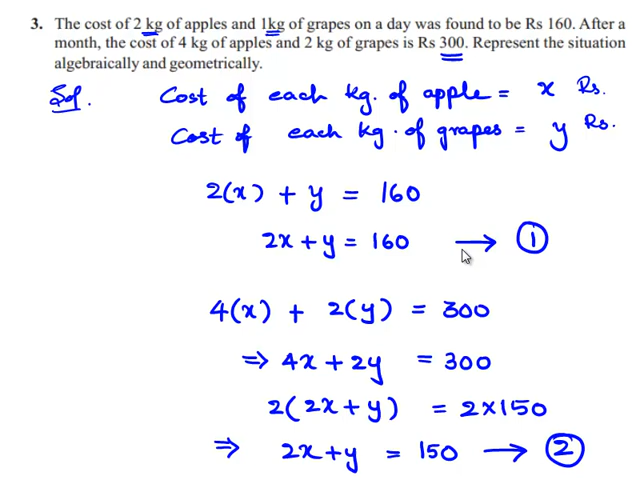 3. The cost of 2 kg of apples and 1kg of grapes on a day was found to be Rs 160. After a
month, the cost of 4 kg of apples and 2 kg of grapes is Rs 300. Represent the situation
algebraically and geometrically.
Sol. Cost of each kg. of apple = x Rs.
Cost of each kg. of grapes = y Rs.
2(x) + y = 160
2x + y = 160 → ①
4(x) + 2(y) = 300
⇒ 4x + 2y = 300
2(2x + y) = 2×150
⇒ 2x + y = 150 → ②